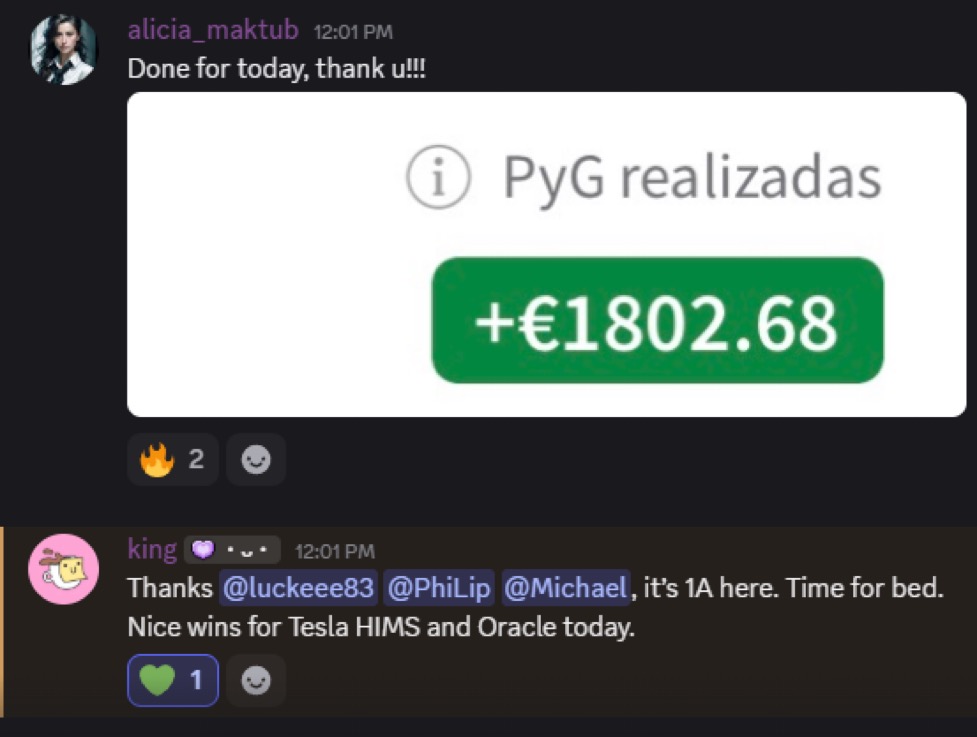 alicia_maktub 12:01 PM
Done for today, thank u!!!
PyG realizadas
+€1802.68
🔥 2
king 💜 • ᴗ • 12:01 PM
Thanks @luckeee83 @PhiLip @Michael, it's 1A here. Time for bed.
Nice wins for Tesla HIMS and Oracle today.
💚 1